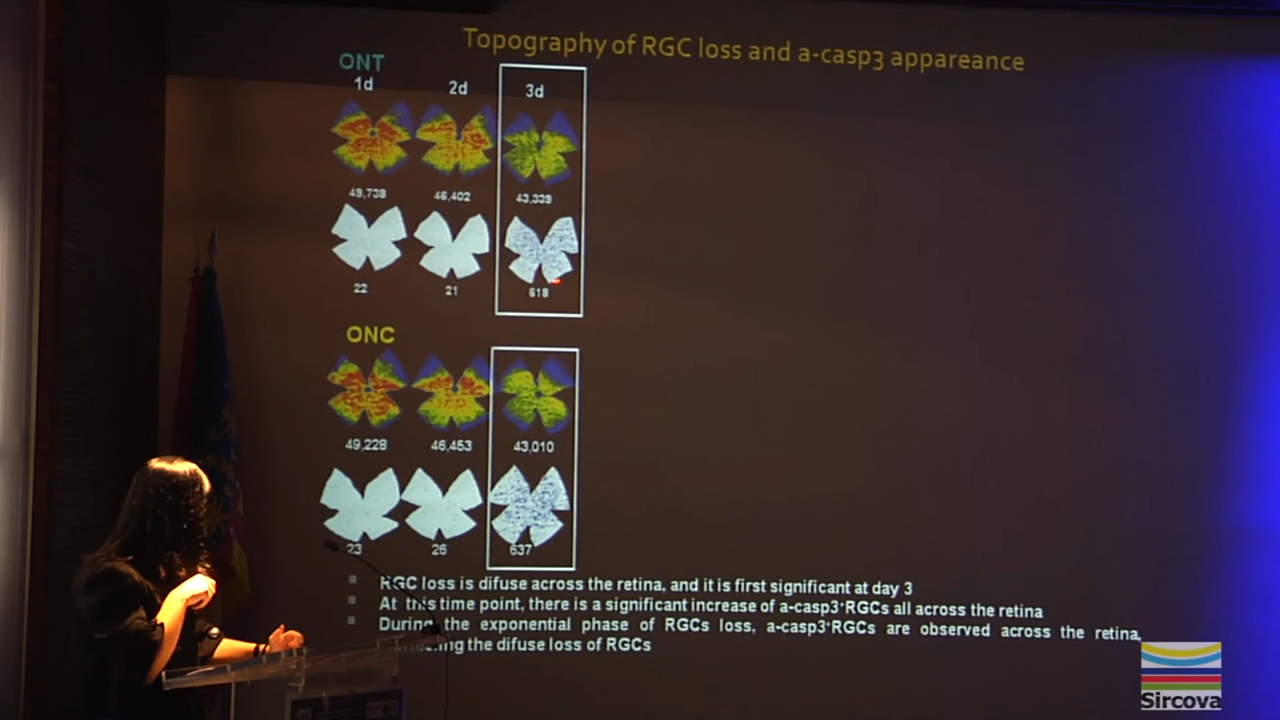 Topography of RGC loss and a-casp3 appareance
ONT
1d 2d 3d
49,738 46,402 43,339
22 21 618
ONC
49,228 46,453 43,010
23 26 637
RGC loss is difuse across the retina, and it is first significant at day 3
At this time point, there is a significant increase of a-casp3+RGCs all across the retina
During the exponential phase of RGCs loss, a-casp3+RGCs are observed across the retina,
the difuse loss of RGCs
Sircova